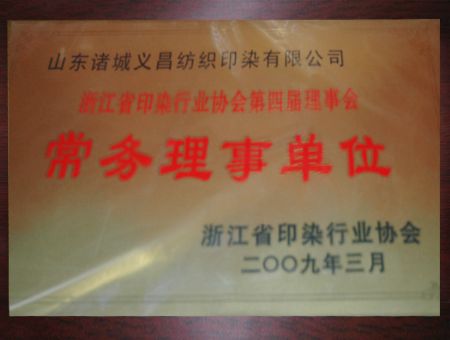 山东诸城义昌纺织印染有限公司
浙江省印染行业协会第四届理事会
常务理事单位
浙江省印染行业协会
二〇〇九年三月